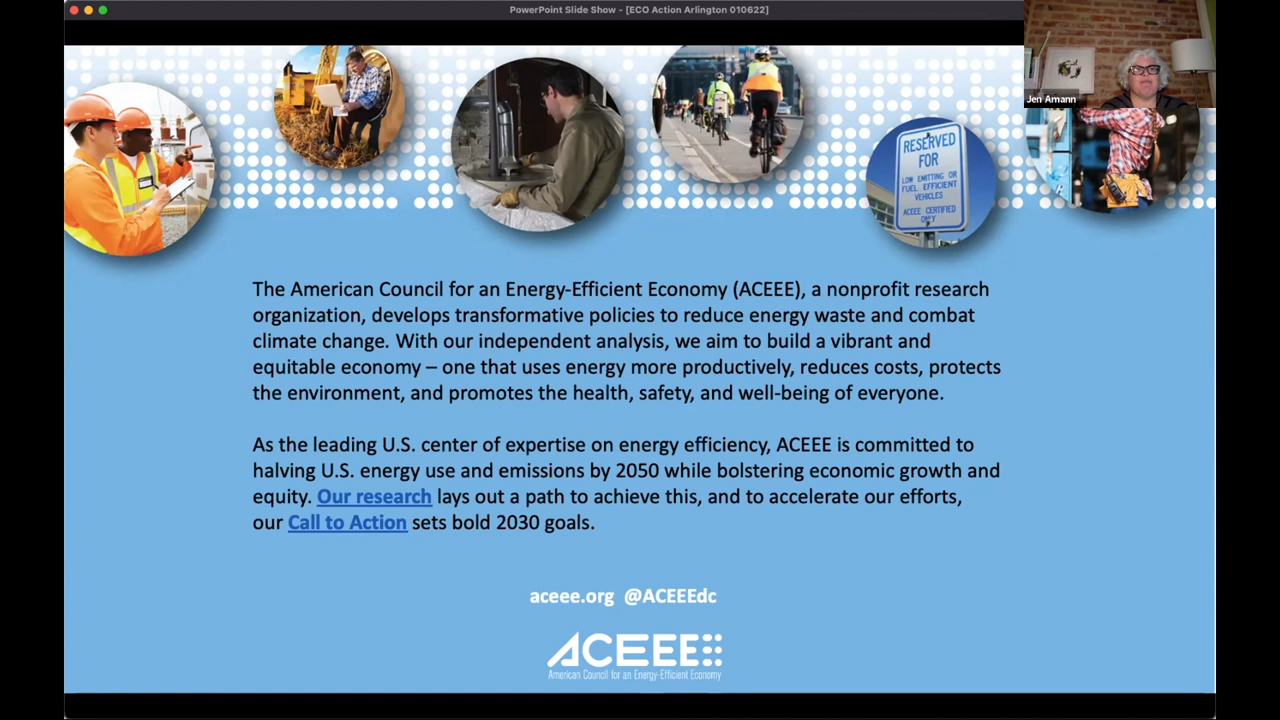 PowerPoint Slide Show - [ECO Action Arlington 010622]
Jen Amann
RESERVED
FOR
LOW EMITTING OR
FUEL EFFICIENT
VEHICLES
ACEEE CERTIFIED
ONLY
The American Council for an Energy-Efficient Economy (ACEEE), a nonprofit research
organization, develops transformative policies to reduce energy waste and combat
climate change. With our independent analysis, we aim to build a vibrant and
equitable economy – one that uses energy more productively, reduces costs, protects
the environment, and promotes the health, safety, and well-being of everyone.
As the leading U.S. center of expertise on energy efficiency, ACEEE is committed to
halving U.S. energy use and emissions by 2050 while bolstering economic growth and
equity. Our research lays out a path to achieve this, and to accelerate our efforts,
our Call to Action sets bold 2030 goals.
aceee.org @ACEEEdc
ACEEE
American Council for an Energy-Efficient Economy